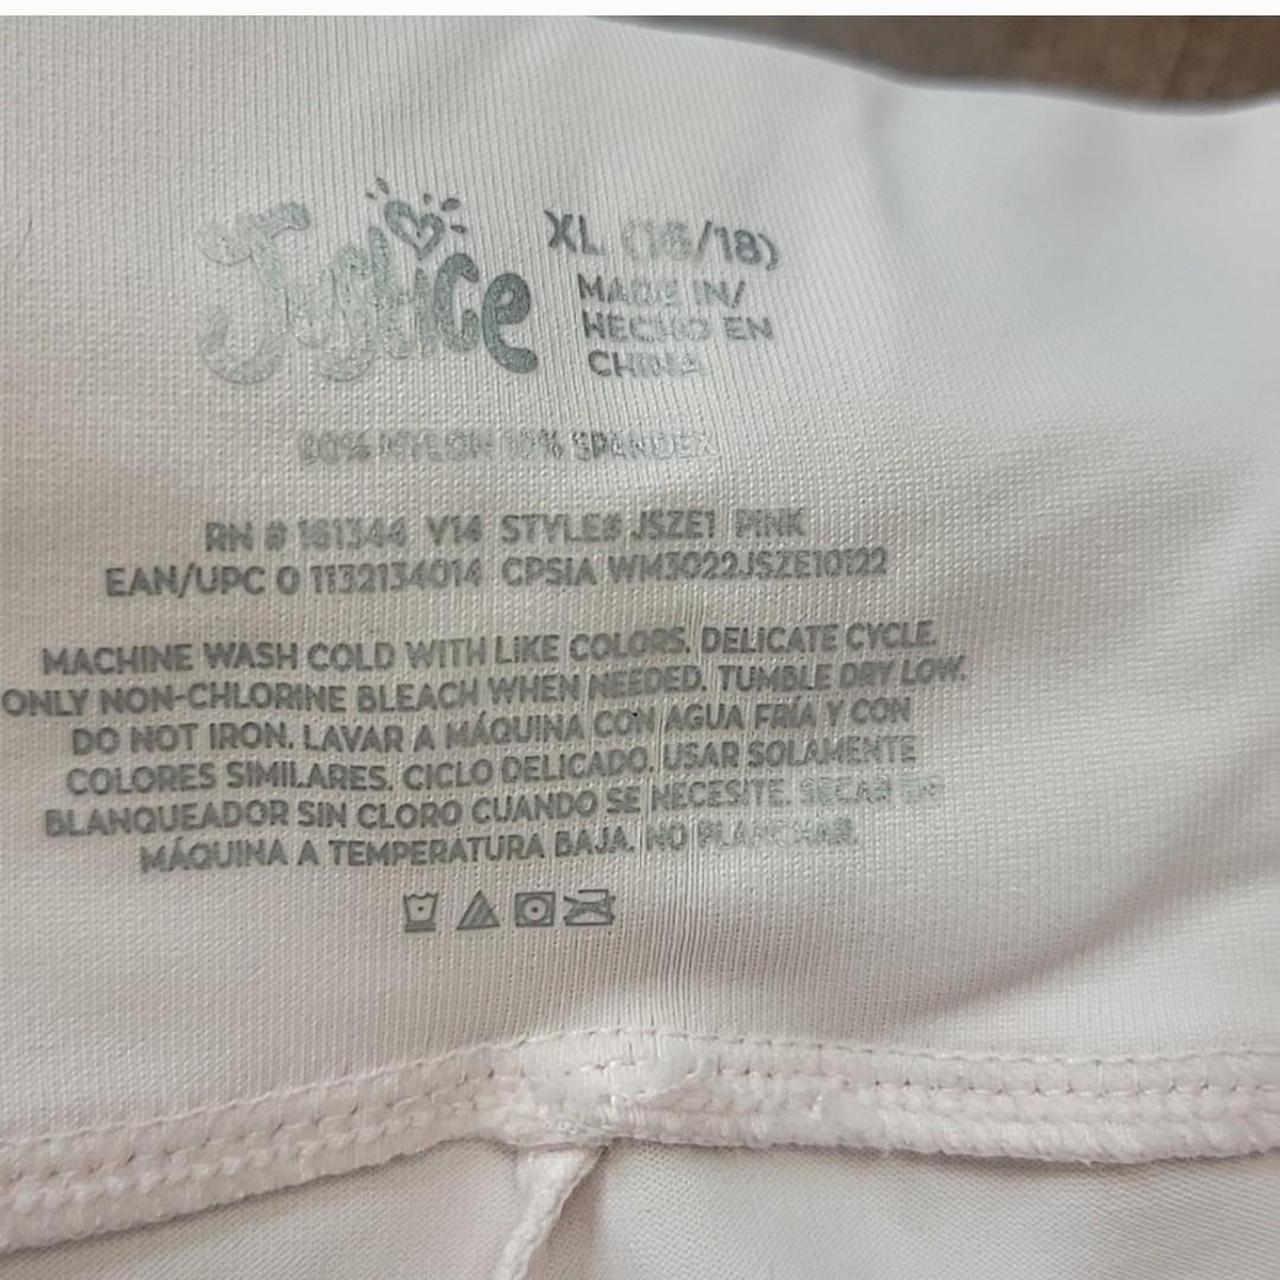 Justice
XL (16/18)
MADE IN/
HECHO EN
CHINA
90% NYLON 10% SPANDEX
RN # 161344 V14 STYLE# JSZE1 PINK
EAN/UPC 0 1132134014 CPSIA WM3022JSZE10122
MACHINE WASH COLD WITH LIKE COLORS. DELICATE CYCLE.
ONLY NON-CHLORINE BLEACH WHEN NEEDED. TUMBLE DRY LOW.
DO NOT IRON. LAVAR A MÁQUINA CON AGUA FRÍA Y CON
COLORES SIMILARES. CICLO DELICADO. USAR SOLAMENTE
BLANQUEADOR SIN CLORO CUANDO SE NECESITE. SECAR EN
MÁQUINA A TEMPERATURA BAJA. NO PLANCHAR.